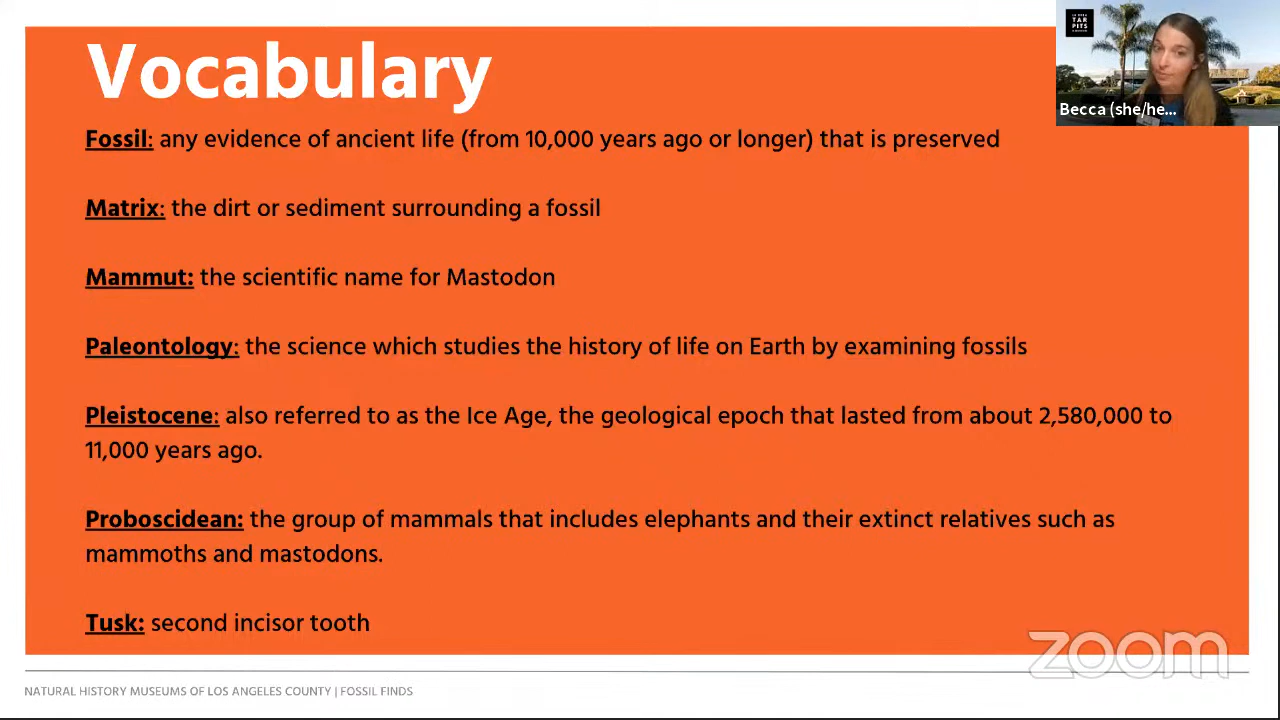 Vocabulary
Fossil: any evidence of ancient life (from 10,000 years ago or longer) that is preserved
Matrix: the dirt or sediment surrounding a fossil
Mammut: the scientific name for Mastodon
Paleontology: the science which studies the history of life on Earth by examining fossils
Pleistocene: also referred to as the Ice Age, the geological epoch that lasted from about 2,580,000 to
11,000 years ago.
Proboscidean: the group of mammals that includes elephants and their extinct relatives such as
mammoths and mastodons.
Tusk: second incisor tooth
TAR
PITS
Becca (she/he...
zoom
NATURAL HISTORY MUSEUMS OF LOS ANGELES COUNTY | FOSSIL FINDS